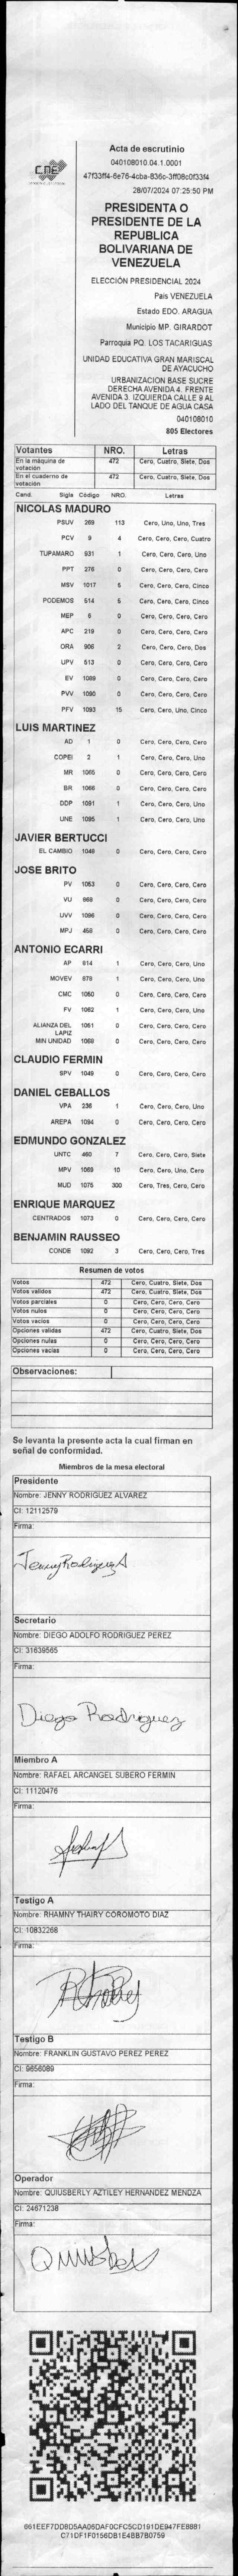 CNE
Acta de escrutinio
040108010.04.1.0001
47f33ff4-6e76-4cba-836c-3ff08c0f33f4
28/07/2024 07:25:50 PM
PRESIDENTA O
PRESIDENTE DE LA
REPUBLICA
BOLIVARIANA DE
VENEZUELA
ELECCIÓN PRESIDENCIAL 2024
Pais VENEZUELA
Estado EDO. ARAGUA
Municipio MP. GIRARDOT
Parroquia PQ. LOS TACARIGUAS
UNIDAD EDUCATIVA GRAN MARISCAL
DE AYACUCHO
URBANIZACION BASE SUCRE
DERECHA AVENIDA 4. FRENTE
AVENIDA 3. IZQUIERDA CALLE 9 AL
LADO DEL TANQUE DE AGUA CASA
040108010
805 Electores
Votantes NRO. Letras
En la máquina de votación 472 Cero, Cuatro, Siete, Dos
En el cuaderno de votación 472 Cero, Cuatro, Siete, Dos
Cand. Sigla Código NRO. Letras
NICOLAS MADURO
PSUV 269 113 Cero, Uno, Uno, Tres
PCV 9 4 Cero, Cero, Cero, Cuatro
TUPAMARO 931 1 Cero, Cero, Cero, Uno
PPT 276 0 Cero, Cero, Cero, Cero
MSV 1017 5 Cero, Cero, Cero, Cinco
PODEMOS 514 5 Cero, Cero, Cero, Cinco
MEP 6 0 Cero, Cero, Cero, Cero
APC 219 0 Cero, Cero, Cero, Cero
ORA 906 2 Cero, Cero, Cero, Dos
UPV 513 0 Cero, Cero, Cero, Cero
EV 1089 0 Cero, Cero, Cero, Cero
PVV 1090 0 Cero, Cero, Cero, Cero
PFV 1093 15 Cero, Cero, Uno, Cinco
LUIS MARTINEZ
AD 1 0 Cero, Cero, Cero, Cero
COPEI 2 1 Cero, Cero, Cero, Uno
MR 1065 0 Cero, Cero, Cero, Cero
BR 1066 0 Cero, Cero, Cero, Cero
DDP 1091 1 Cero, Cero, Cero, Uno
UNE 1095 1 Cero, Cero, Cero, Uno
JAVIER BERTUCCI
EL CAMBIO 1048 0 Cero, Cero, Cero, Cero
JOSE BRITO
PV 1053 0 Cero, Cero, Cero, Cero
VU 868 0 Cero, Cero, Cero, Cero
UVV 1096 0 Cero, Cero, Cero, Cero
MPJ 458 0 Cero, Cero, Cero, Cero
ANTONIO ECARRI
AP 814 1 Cero, Cero, Cero, Uno
MOVEV 878 1 Cero, Cero, Cero, Uno
CMC 1050 0 Cero, Cero, Cero, Cero
FV 1062 1 Cero, Cero, Cero, Uno
ALIANZA DEL LAPIZ 1051 0 Cero, Cero, Cero, Cero
MIN UNIDAD 1068 0 Cero, Cero, Cero, Cero
CLAUDIO FERMIN
SPV 1049 0 Cero, Cero, Cero, Cero
DANIEL CEBALLOS
VPA 236 1 Cero, Cero, Cero, Uno
AREPA 1094 0 Cero, Cero, Cero, Cero
EDMUNDO GONZALEZ
UNTC 460 7 Cero, Cero, Cero, Siete
MPV 1069 10 Cero, Cero, Uno, Cero
MUD 1075 300 Cero, Tres, Cero, Cero
ENRIQUE MARQUEZ
CENTRADOS 1073 0 Cero, Cero, Cero, Cero
BENJAMIN RAUSSEO
CONDE 1092 3 Cero, Cero, Cero, Tres
Resumen de votos
Votos 472 Cero, Cuatro, Siete, Dos
Votos validos 472 Cero, Cuatro, Siete, Dos
Votos parciales 0 Cero, Cero, Cero, Cero
Votos nulos 0 Cero, Cero, Cero, Cero
Votos vacios 0 Cero, Cero, Cero, Cero
Opciones validas 472 Cero, Cuatro, Siete, Dos
Opciones nulas 0 Cero, Cero, Cero, Cero
Opciones vacias 0 Cero, Cero, Cero, Cero
Observaciones:
Se levanta la presente acta la cual firman en
señal de conformidad.
Miembros de la mesa electoral
Presidente
Nombre: JENNY RODRIGUEZ ALVAREZ
CI: 12112579
Firma:
Jenny Rodriguez A
Secretario
Nombre: DIEGO ADOLFO RODRIGUEZ PEREZ
CI: 31639565
Firma:
Diego Rodriguez
Miembro A
Nombre: RAFAEL ARCANGEL SUBERO FERMIN
CI: 11120476
Firma:
Testigo A
Nombre: RHAMNY THAIRY COROMOTO DIAZ
CI: 10832268
Firma:
Testigo B
Nombre: FRANKLIN GUSTAVO PEREZ PEREZ
CI: 9656089
Firma:
Operador
Nombre: QUIUSBERLY AZTILEY HERNANDEZ MENDZA
CI: 24671238
Firma:
661EEF7DD8D5AA06DAF0CFC5CD191DE947FE8881
C71DF1F0156DB1E4BB7B0759